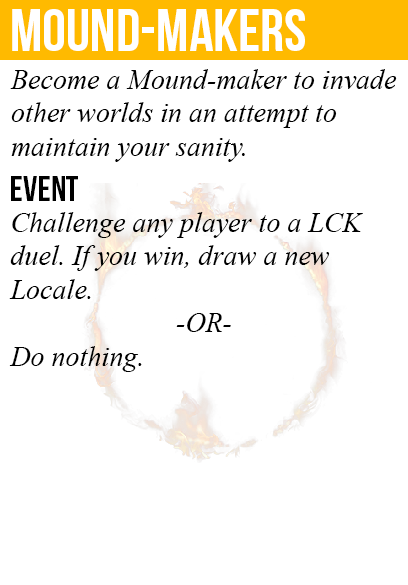 MOUND-MAKERS
Become a Mound-maker to invade
other worlds in an attempt to
maintain your sanity.
EVENT
Challenge any player to a LCK
duel. If you win, draw a new
Locale.
-OR-
Do nothing.